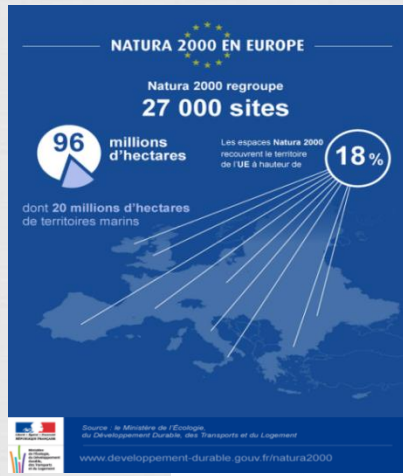 NATURA 2000 EN EUROPE
Natura 2000 regroupe
27 000 sites
96
millions
d'hectares
Les espaces Natura 2000
recouvrent le territoire
de l'UE à hauteur de
18%
dont 20 millions d'hectares
de territoires marins
Source : le Ministère de l'Écologie,
du Développement Durable, des Transports et du Logement
www.developpement-durable.gouv.fr/natura2000